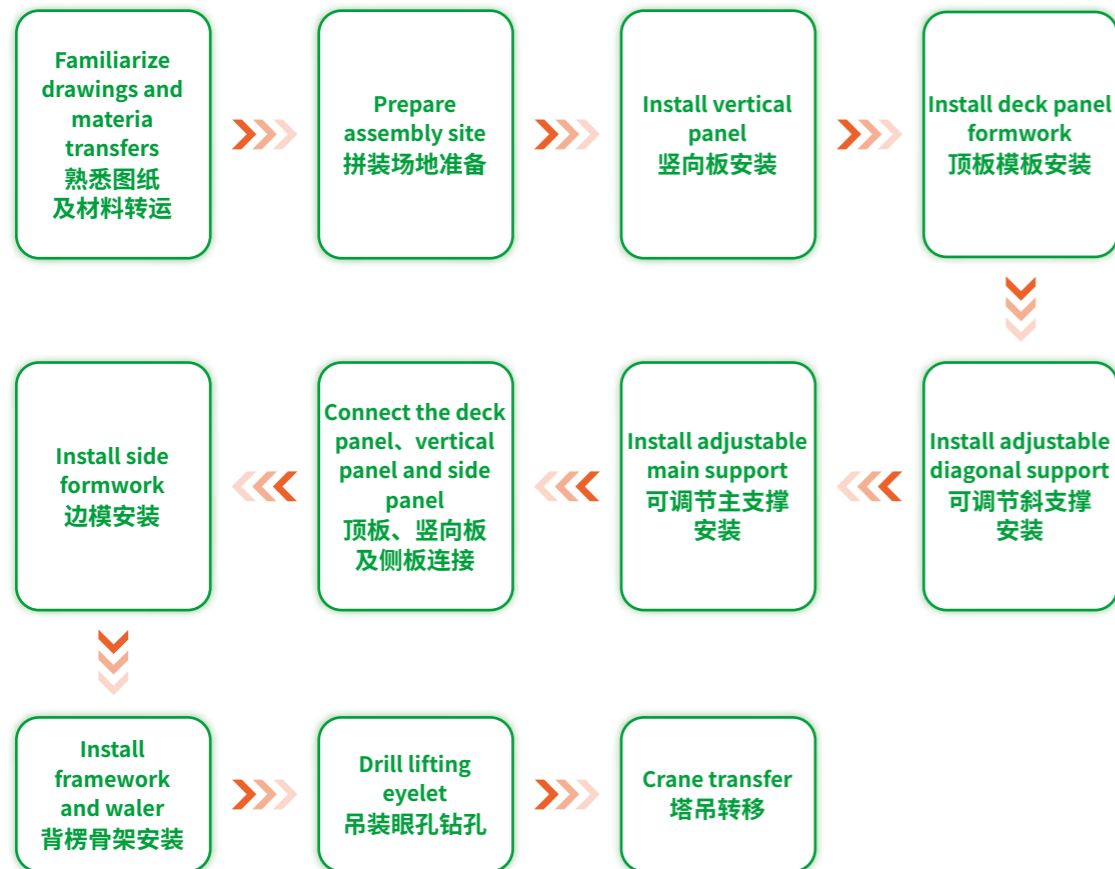 Familiarize
drawings and
materia
transfers
熟悉图纸
及材料转运
Prepare
assembly site
拼装场地准备
Install vertical
panel
竖向板安装
Install deck panel
formwork
顶板模板安装
Install adjustable
diagonal support
可调节斜支撑
安装
Install adjustable
main support
可调节主支撑
安装
Connect the deck
panel、vertical
panel and side
panel
顶板、竖向板
及侧板连接
Install side
formwork
边模安装
Install
framework
and waler
背楞骨架安装
Drill lifting
eyelet
吊装眼孔钻孔
Crane transfer
塔吊转移